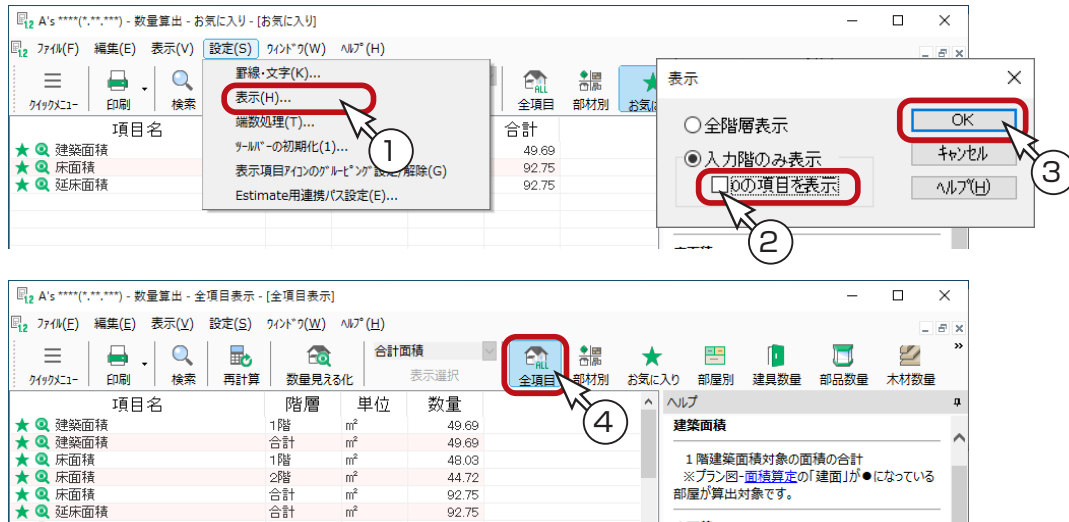 A's ****(*.**.***) - 数量算出 - お気に入り - [お気に入り]
ﾌｧｲﾙ(F) 編集(E) 表示(V) 設定(S) ｳｨﾝﾄﾞｳ(W) ﾍﾙﾌﾟ(H)
ｸｲｯｸﾒﾆｭｰ 印刷 検索 全項目 部材別 お気に
罫線・文字(K)...
表示(H)...
端数処理(T)...
ﾂｰﾙﾊﾞｰの初期化(1)...
表示項目ｱｲｺﾝのｸﾞﾙｰﾋﾟﾝｸﾞ設定/解除(G)
Estimate用連携パス設定(E)...
①
項目名 合計
建築面積 49.69
床面積 92.75
延床面積 92.75
表示
全階層表示
入力階のみ表示
0の項目を表示
OK
キャンセル
ヘルプ(H)
②
③
A's ****(*.**.***) - 数量算出 - 全項目表示 - [全項目表示]
ﾌｧｲﾙ(F) 編集(E) 表示(V) 設定(S) ｳｨﾝﾄﾞｳ(W) ﾍﾙﾌﾟ(H)
ｸｲｯｸﾒﾆｭｰ 印刷 検索 再計算 数量見える化 合計面積 表示選択 ALL 全項目 部材別 お気に入り 部屋別 建具数量 部品数量 木材数量
④
項目名 階層 単位 数量
建築面積 1階 m² 49.69
建築面積 合計 m² 49.69
床面積 1階 m² 48.03
床面積 2階 m² 44.72
床面積 合計 m² 92.75
延床面積 合計 m² 92.75
ヘルプ
建築面積
1階建築面積対象の面積の合計
※プラン図-面積算定の「建面」が●になっている
部屋が算出対象です。